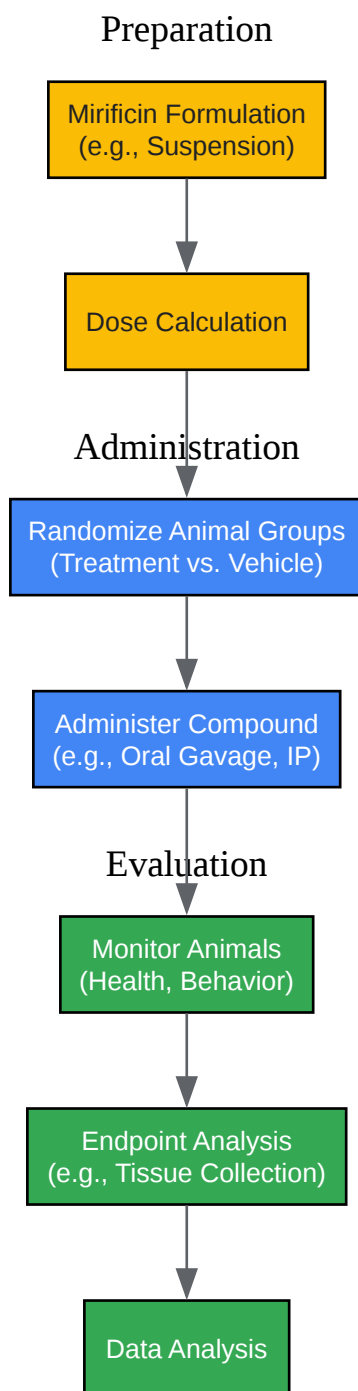 Preparation
Mirificin Formulation
(e.g., Suspension)
Dose Calculation
Administration
Randomize Animal Groups
(Treatment vs. Vehicle)
Administer Compound
(e.g., Oral Gavage, IP)
Evaluation
Monitor Animals
(Health, Behavior)
Endpoint Analysis
(e.g., Tissue Collection)
Data Analysis